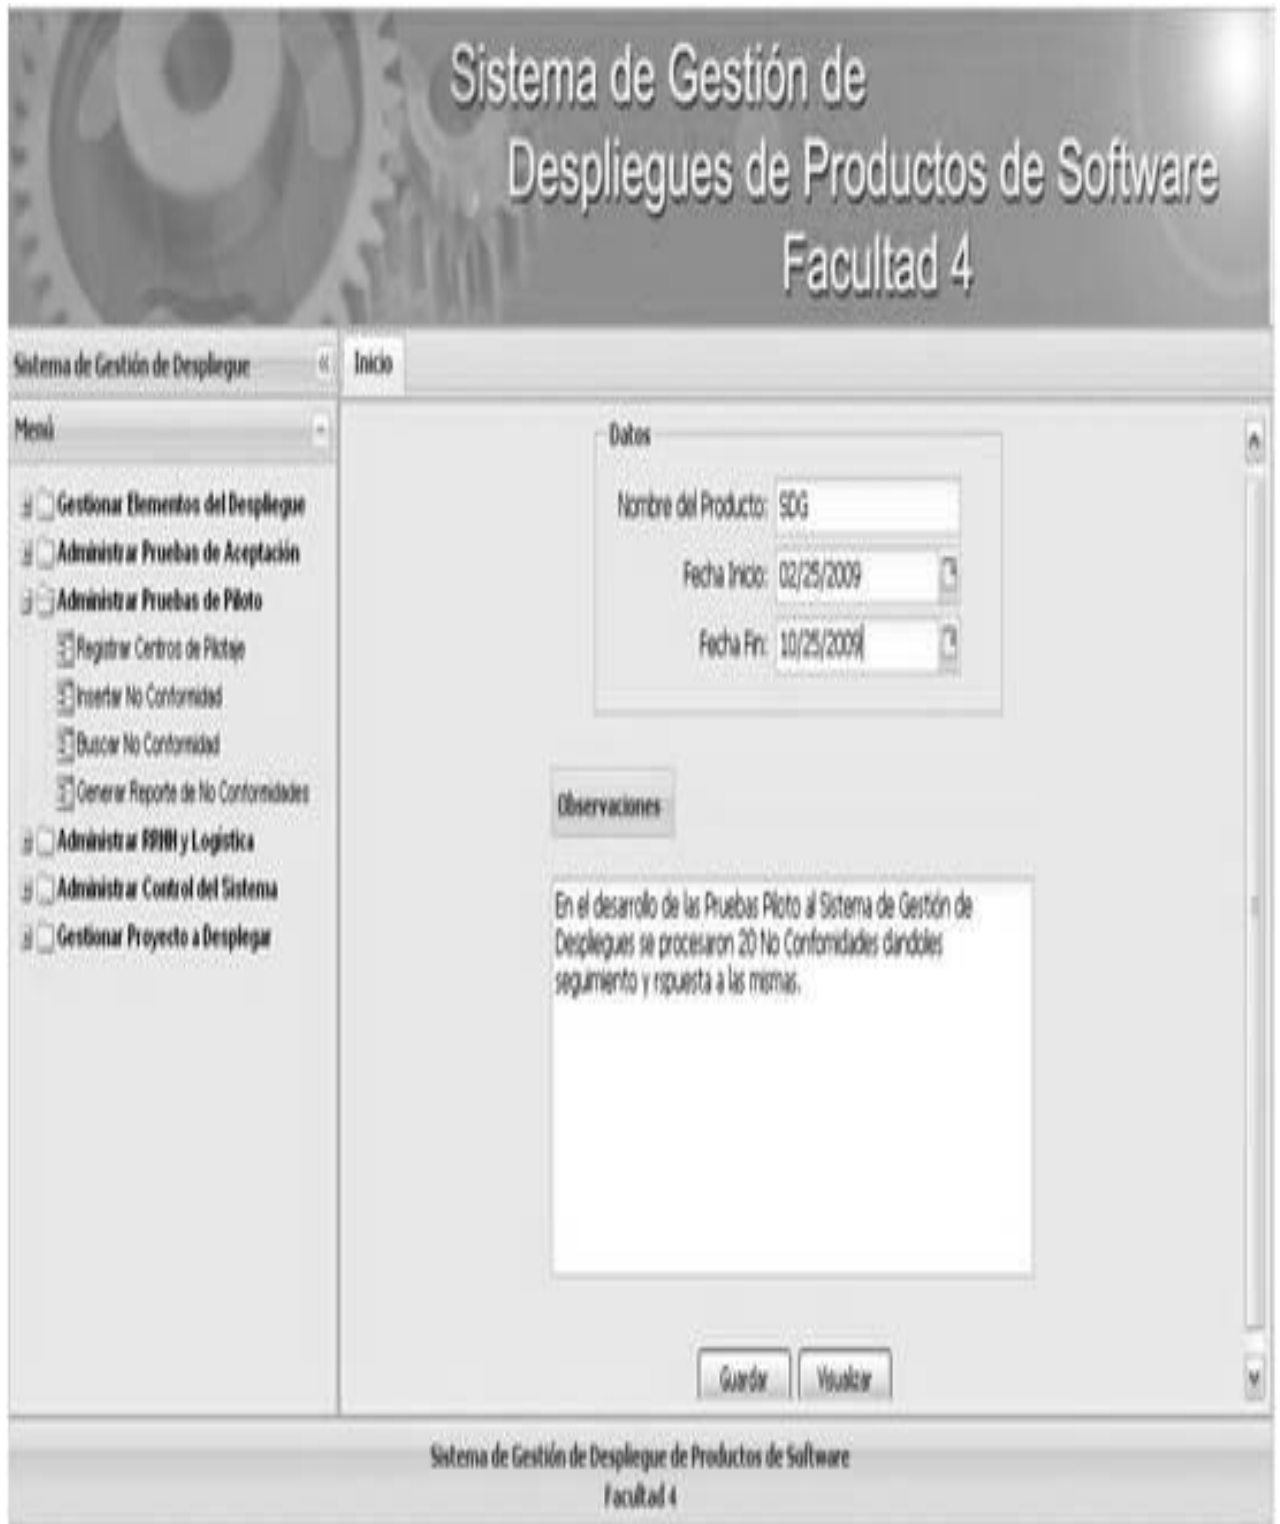 Sistema de Gestión de
Despliegues de Productos de Software
Facultad 4
Sistema de Gestión de Despliegue
Inicio
Menú
Gestionar Elementos del Despliegue
Administrar Pruebas de Aceptación
Administrar Pruebas de Piloto
Registrar Centros de Pilotaje
Insertar No Conformidad
Buscar No Conformidad
Generar Reporte de No Conformidades
Administrar RRHH y Logística
Administrar Control del Sistema
Gestionar Proyecto a Desplegar
Datos
Nombre del Producto: SDG
Fecha Inicio: 02/25/2009
Fecha Fin: 10/25/2009
Observaciones
En el desarrollo de las Pruebas Piloto al Sistema de Gestión de
Despliegues se procesaron 20 No Conformidades dandoles
seguimiento y rspuesta a las mismas.
Guardar
Visualizar
Sistema de Gestión de Despliegue de Productos de Software
Facultad 4